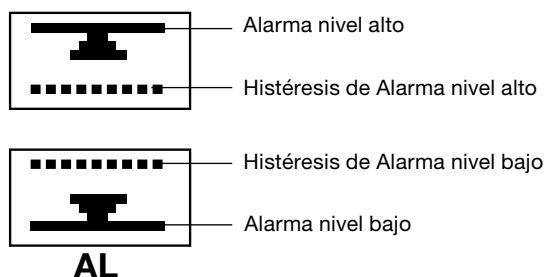 Alarma nivel alto
Histéresis de Alarma nivel alto
Histéresis de Alarma nivel bajo
Alarma nivel bajo
AL